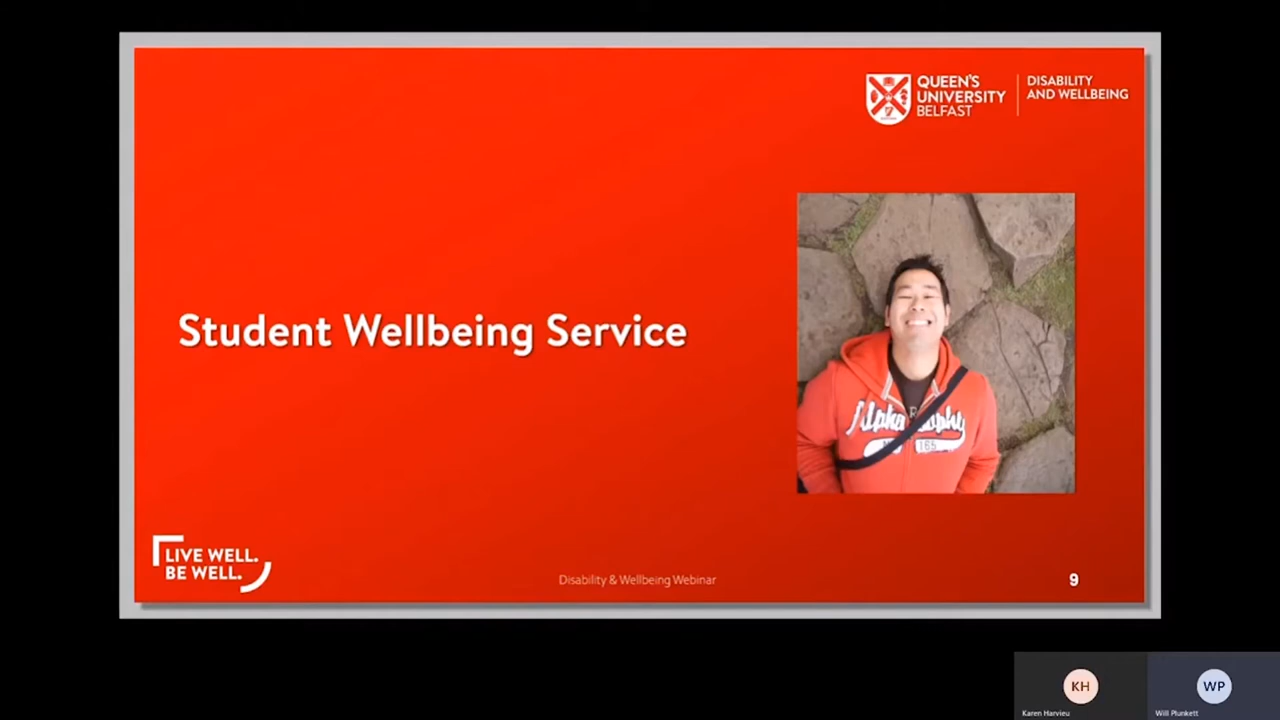 QUEEN'S
UNIVERSITY
BELFAST
DISABILITY
AND WELLBEING
Student Wellbeing Service
165
LIVE WELL.
BE WELL.
Disability & Wellbeing Webinar
9
KH
WP
Karen Harvieu
Will Plunkett